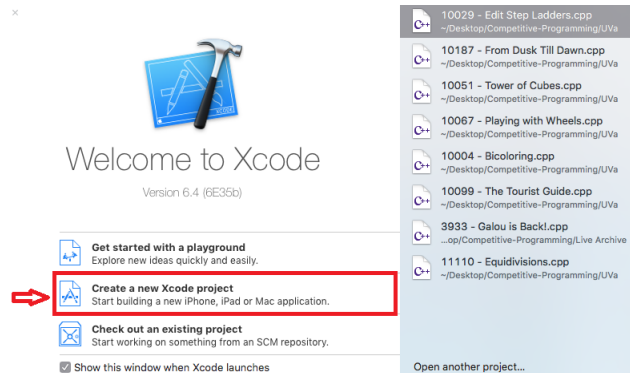 Welcome to Xcode
Version 6.4 (6E35b)
Get started with a playground
Explore new ideas quickly and easily.
Create a new Xcode project
Start building a new iPhone, iPad or Mac application.
Check out an existing project
Start working on something from an SCM repository.
Show this window when Xcode launches
10029 - Edit Step Ladders.cpp
~/Desktop/Competitive-Programming/UVa
10187 - From Dusk Till Dawn.cpp
~/Desktop/Competitive-Programming/UVa
10051 - Tower of Cubes.cpp
~/Desktop/Competitive-Programming/UVa
10067 - Playing with Wheels.cpp
~/Desktop/Competitive-Programming/UVa
10004 - Bicoloring.cpp
~/Desktop/Competitive-Programming/UVa
10099 - The Tourist Guide.cpp
~/Desktop/Competitive-Programming/UVa
3933 - Galou is Back!.cpp
...op/Competitive-Programming/Live Archive
11110 - Equidivisions.cpp
~/Desktop/Competitive-Programming/UVa
Open another project...